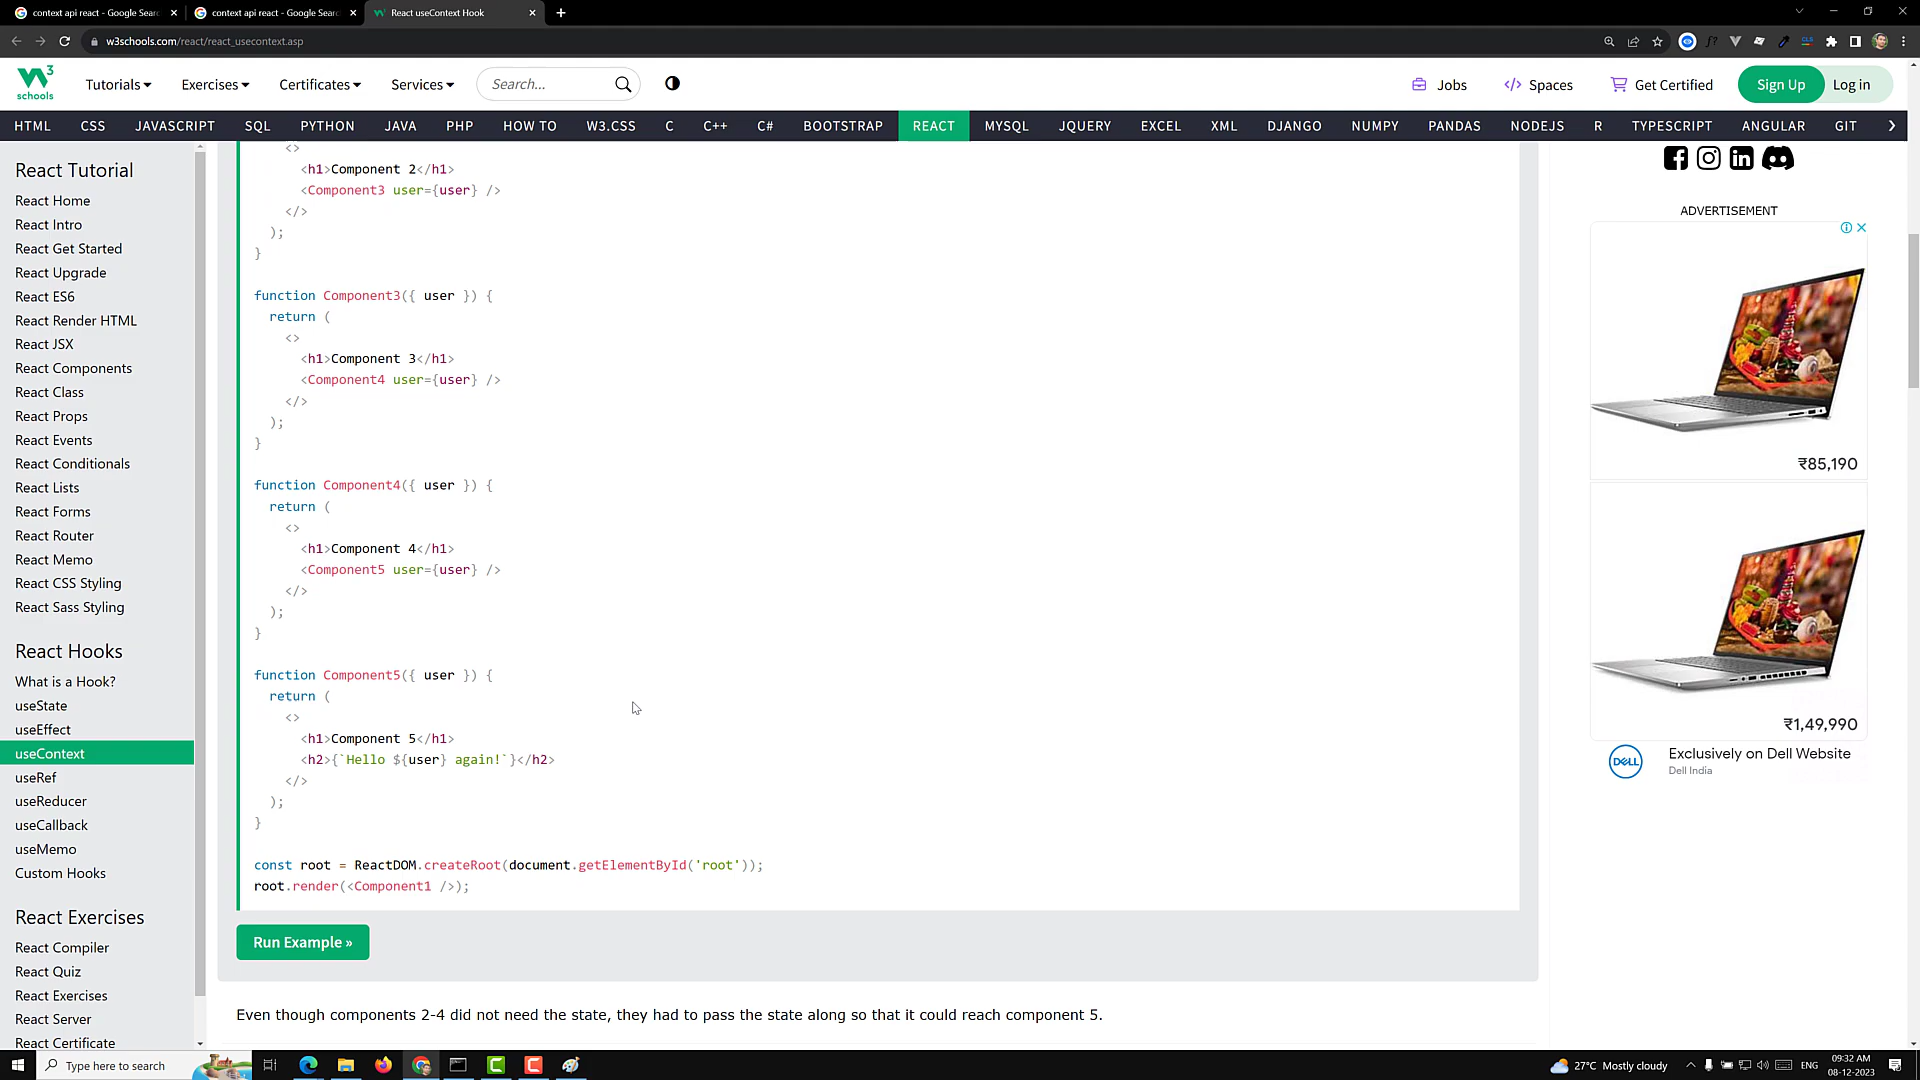 context api react - Google Sear
context api react - Google Search
React useContext Hook
w3schools.com/react/react_usecontext.asp
W3
schools
Tutorials
Exercises
Certificates
Services
Search...
Jobs
Spaces
Get Certified
Sign Up
Log in
HTML CSS JAVASCRIPT SQL PYTHON JAVA PHP HOW TO W3.CSS C C++ C# BOOTSTRAP REACT MYSQL JQUERY EXCEL XML DJANGO NUMPY PANDAS NODEJS R TYPESCRIPT ANGULAR GIT
React Tutorial
React Home
React Intro
React Get Started
React Upgrade
React ES6
React Render HTML
React JSX
React Components
React Class
React Props
React Events
React Conditionals
React Lists
React Forms
React Router
React Memo
React CSS Styling
React Sass Styling
React Hooks
What is a Hook?
useState
useEffect
useContext
useRef
useReducer
useCallback
useMemo
Custom Hooks
React Exercises
React Compiler
React Quiz
React Exercises
React Server
React Certificate
<>
<h1>Component 2</h1>
<Component3 user={user} />
</>
);
}
function Component3({ user }) {
return (
<>
<h1>Component 3</h1>
<Component4 user={user} />
</>
);
}
function Component4({ user }) {
return (
<>
<h1>Component 4</h1>
<Component5 user={user} />
</>
);
}
function Component5({ user }) {
return (
<>
<h1>Component 5</h1>
<h2>{`Hello ${user} again!`}</h2>
</>
);
}
const root = ReactDOM.createRoot(document.getElementById('root'));
root.render(<Component1 />);
Run Example »
Even though components 2-4 did not need the state, they had to pass the state along so that it could reach component 5.
ADVERTISEMENT
₹85,190
₹1,49,990
DELL
Exclusively on Dell Website
Dell India
Type here to search
27°C Mostly cloudy
ENG
09:32 AM
08-12-2023